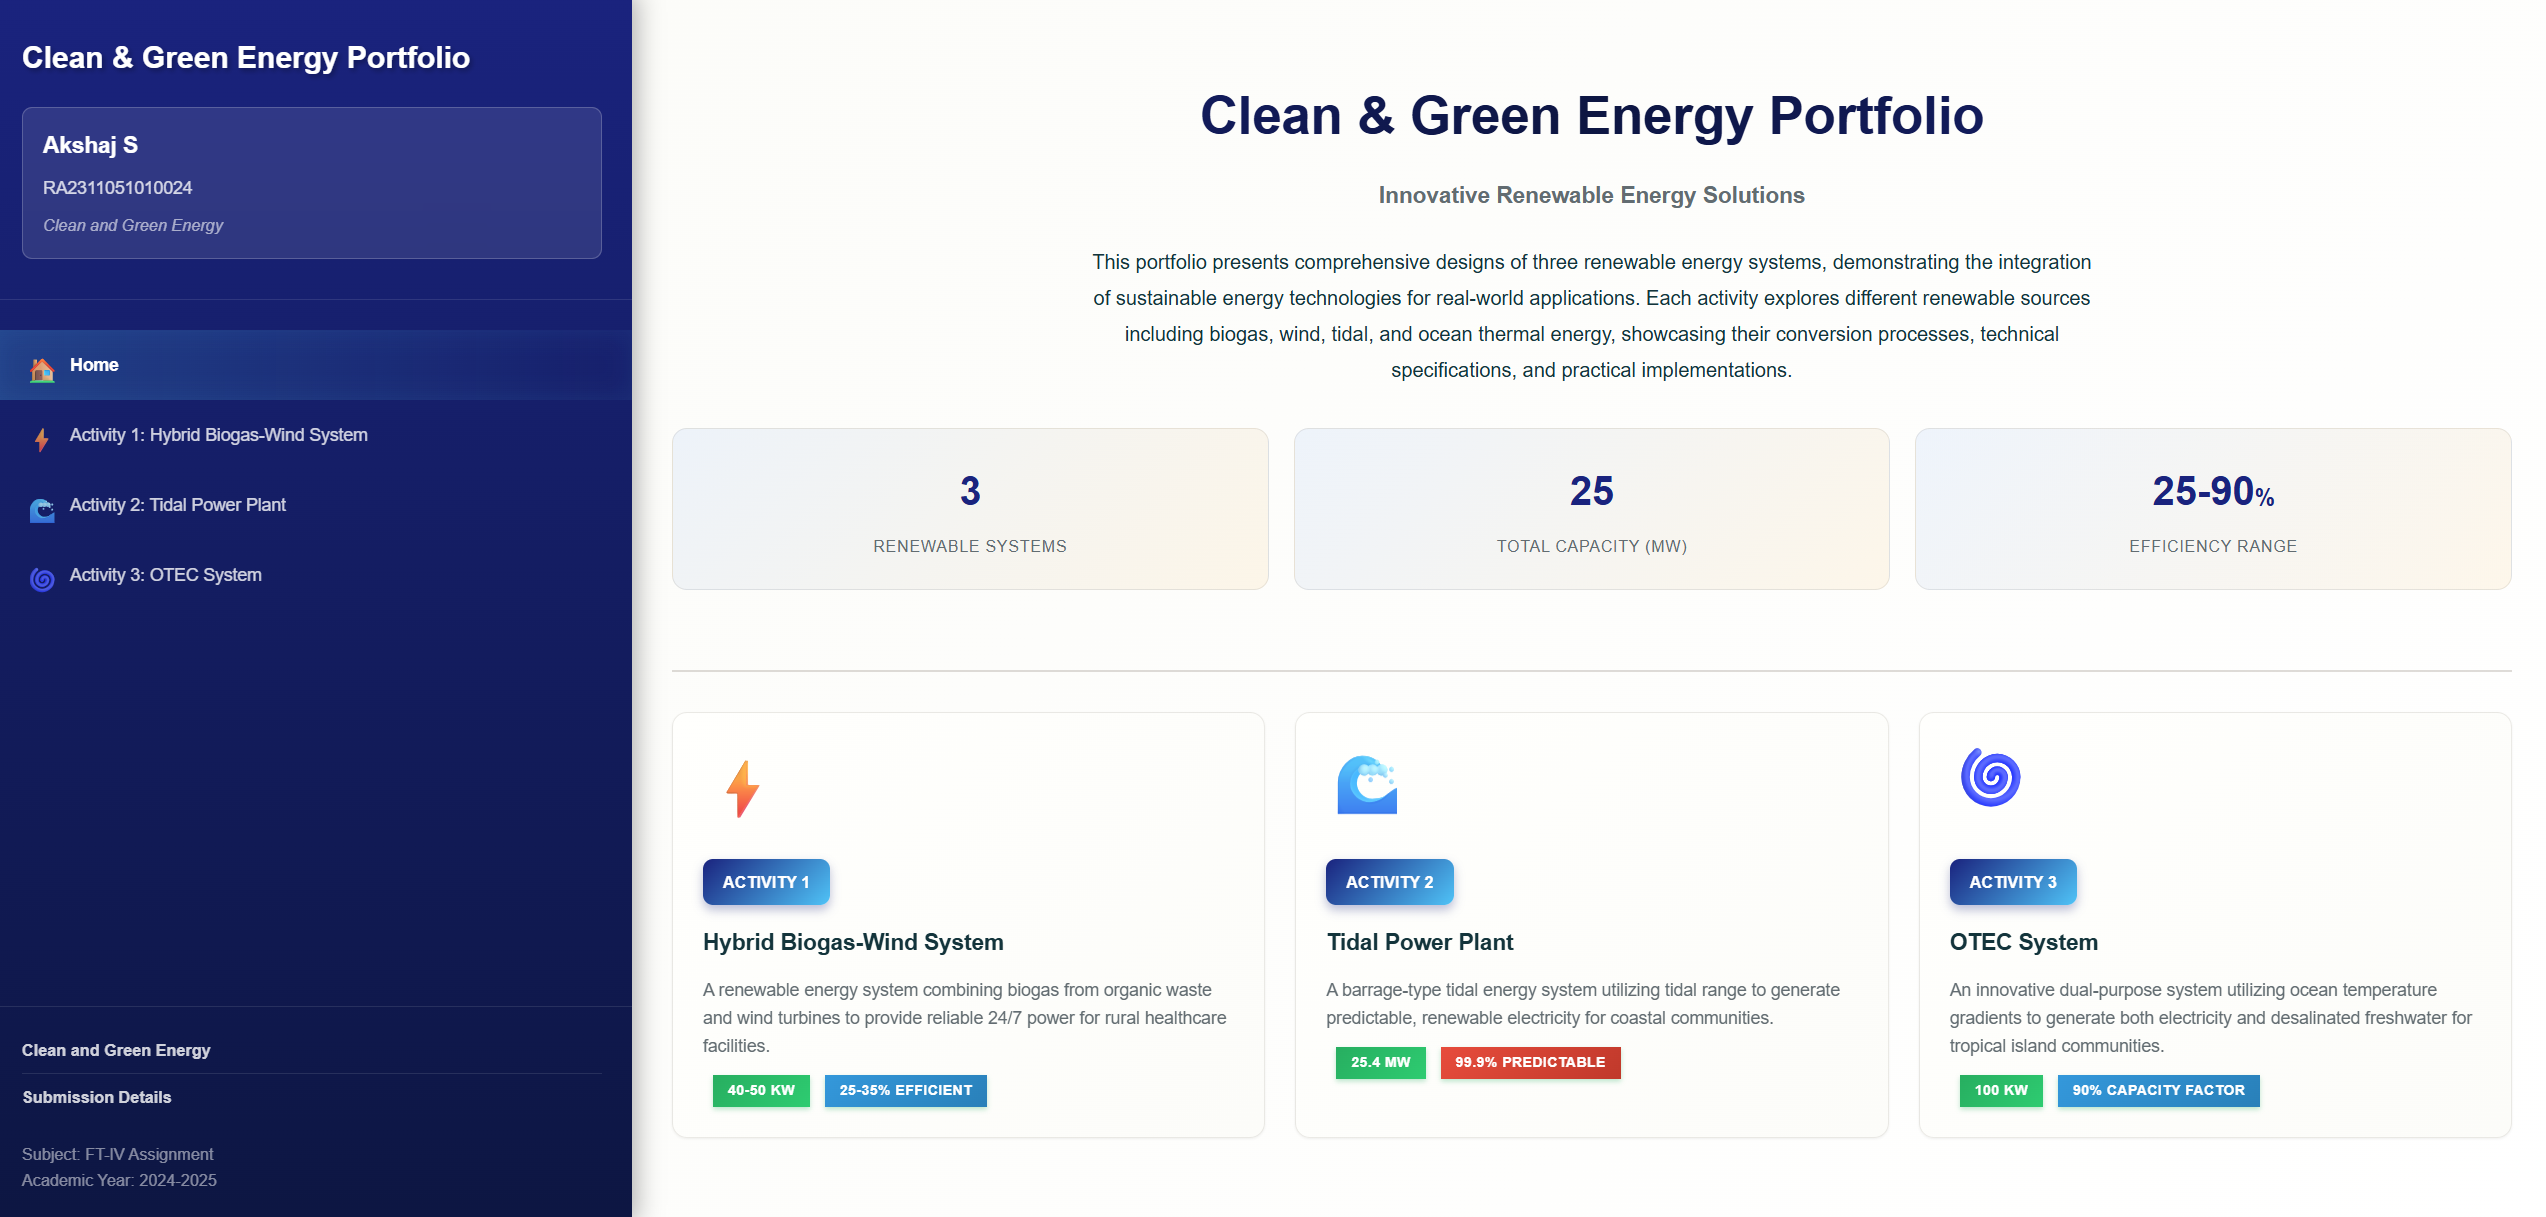 Clean & Green Energy Portfolio
Akshaj S
RA2311051010024
Clean and Green Energy
Home
Activity 1: Hybrid Biogas-Wind System
Activity 2: Tidal Power Plant
Activity 3: OTEC System
Clean and Green Energy
Submission Details
Subject: FT-IV Assignment
Academic Year: 2024-2025
Clean & Green Energy Portfolio
Innovative Renewable Energy Solutions
This portfolio presents comprehensive designs of three renewable energy systems, demonstrating the integration
of sustainable energy technologies for real-world applications. Each activity explores different renewable sources
including biogas, wind, tidal, and ocean thermal energy, showcasing their conversion processes, technical
specifications, and practical implementations.
3
RENEWABLE SYSTEMS
25
TOTAL CAPACITY (MW)
25-90%
EFFICIENCY RANGE
ACTIVITY 1
Hybrid Biogas-Wind System
A renewable energy system combining biogas from organic waste
and wind turbines to provide reliable 24/7 power for rural healthcare
facilities.
40-50 KW
25-35% EFFICIENT
ACTIVITY 2
Tidal Power Plant
A barrage-type tidal energy system utilizing tidal range to generate
predictable, renewable electricity for coastal communities.
25.4 MW
99.9% PREDICTABLE
ACTIVITY 3
OTEC System
An innovative dual-purpose system utilizing ocean temperature
gradients to generate both electricity and desalinated freshwater for
tropical island communities.
100 KW
90% CAPACITY FACTOR